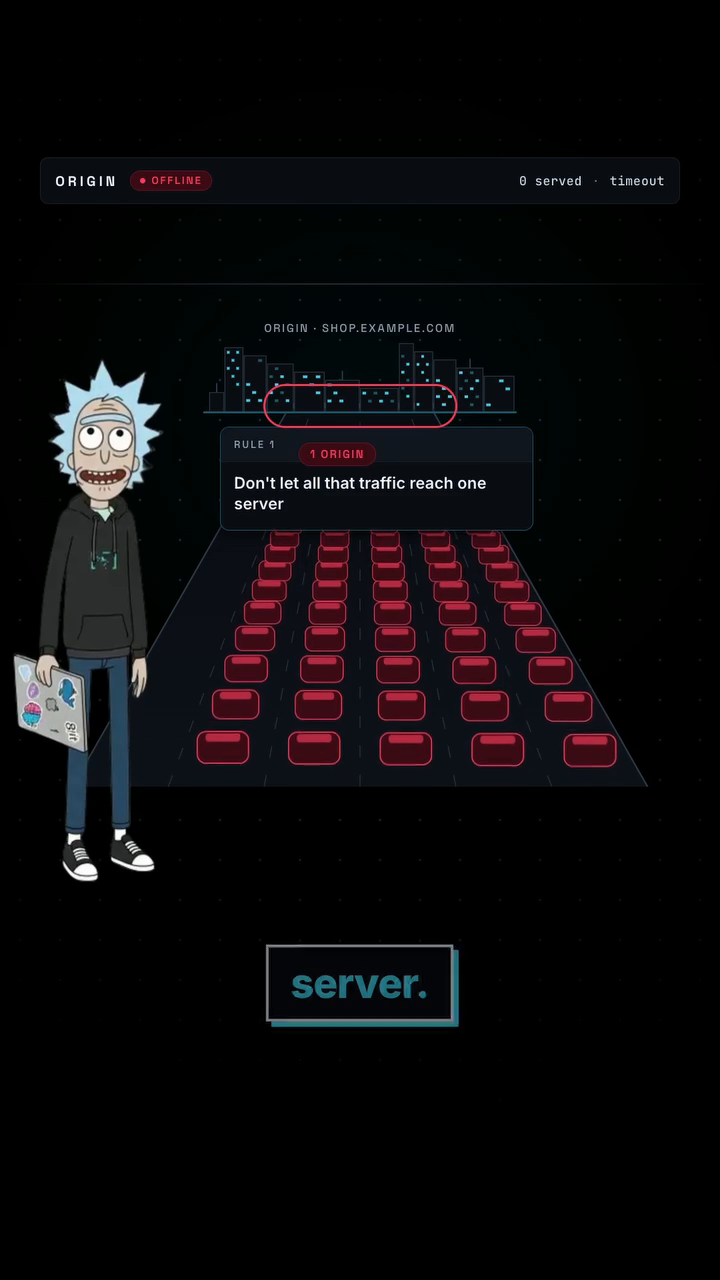 ORIGIN OFFLINE 0 served · timeout
ORIGIN · SHOP.EXAMPLE.COM
RULE 1
1 ORIGIN
Don't let all that traffic reach one
server
server.